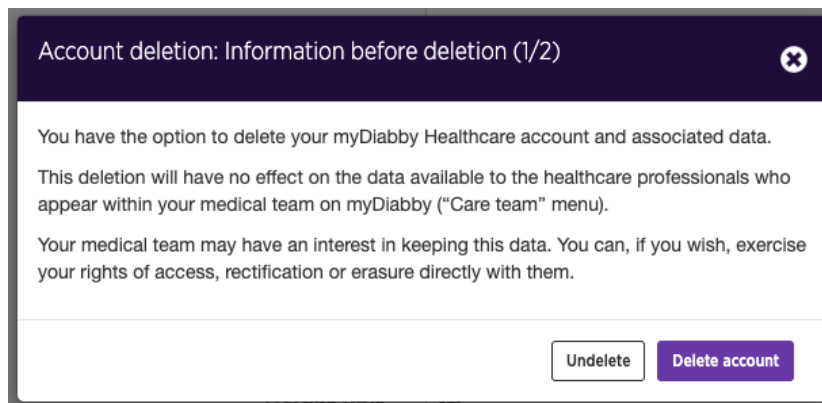 Account deletion: Information before deletion (1/2)
You have the option to delete your myDiabby Healthcare account and associated data.
This deletion will have no effect on the data available to the healthcare professionals who
appear within your medical team on myDiabby (“Care team” menu).
Your medical team may have an interest in keeping this data. You can, if you wish, exercise
your rights of access, rectification or erasure directly with them.
Undelete
Delete account